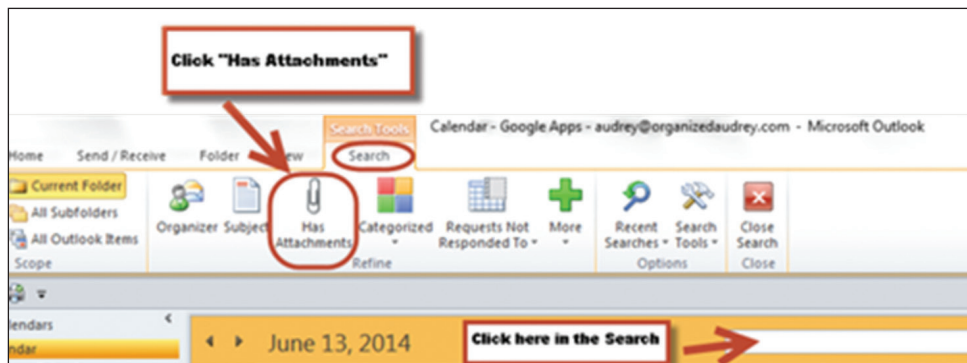 Click "Has Attachments"
Search Tools Calendar - Google Apps - audrey@organizedaudrey.com - Microsoft Outlook
Home Send / Receive Folder Search
Current Folder
All Subfolders
All Outlook Items
Organizer Subject Has Attachments Categorized Requests Not Responded To More Recent Searches Search Tools Close Search
Scope Refine Options Close
June 13, 2014 Click here in the Search